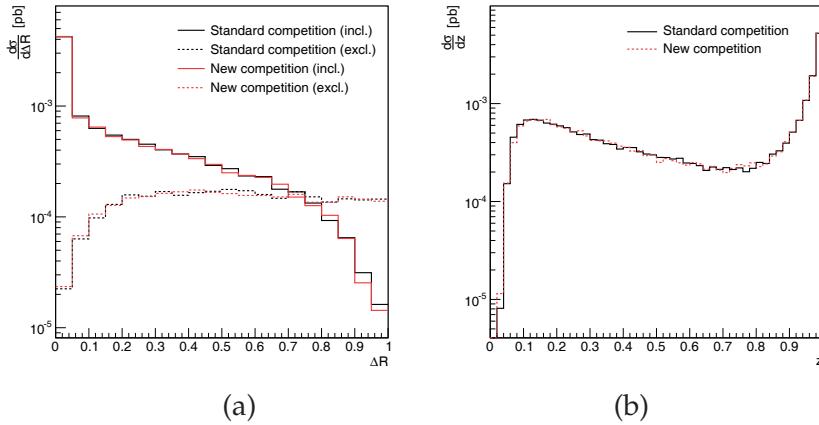 dσ/dΔR [pb]
Standard competition (incl.)
Standard competition (excl.)
New competition (incl.)
New competition (excl.)
10⁻³
10⁻⁴
10⁻⁵
0 0.1 0.2 0.3 0.4 0.5 0.6 0.7 0.8 0.9 1
ΔR
(a)
dσ/dz [pb]
Standard competition
New competition
10⁻³
10⁻⁴
10⁻⁵
0 0.1 0.2 0.3 0.4 0.5 0.6 0.7 0.8 0.9
z
(b)